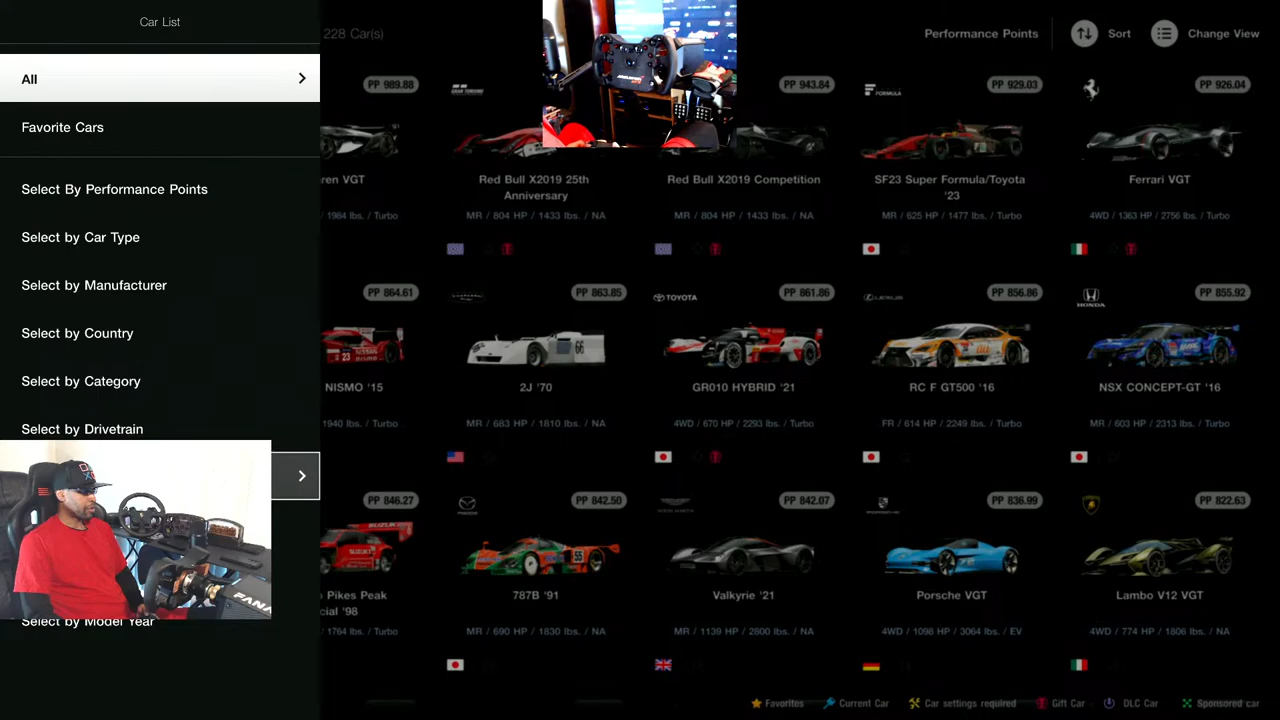 Car List
228 Car(s)
Performance Points
Sort
Change View
All
Favorite Cars
Select By Performance Points
Select by Car Type
Select by Manufacturer
Select by Country
Select by Category
Select by Drivetrain
Select by Model Year
PP 989.88
PP 943.84
FORMULA
PP 929.03
PP 926.04
ren VGT
Red Bull X2019 25th
Anniversary
Red Bull X2019 Competition
SF23 Super Formula/Toyota
'23
Ferrari VGT
/ 1984 lbs. / Turbo
MR / 804 HP / 1433 lbs. / NA
MR / 804 HP / 1433 lbs. / NA
MR / 625 HP / 1477 lbs. / Turbo
4WD / 1363 HP / 2756 lbs. / Turbo
PP 864.61
PP 863.85
TOYOTA
PP 861.86
LEXUS
PP 856.86
HONDA
PP 855.92
23
66
NISMO '15
2J '70
GR010 HYBRID '21
RC F GT500 '16
NSX CONCEPT-GT '16
1940 lbs. / Turbo
MR / 683 HP / 1810 lbs. / NA
4WD / 670 HP / 2293 lbs. / Turbo
FR / 614 HP / 2249 lbs. / Turbo
MR / 603 HP / 2313 lbs. / Turbo
PP 846.27
PP 842.50
PP 842.07
PP 836.99
PP 822.63
SUZUKI
55
Pikes Peak
cial '98
787B '91
Valkyrie '21
Porsche VGT
Lambo V12 VGT
/ 1764 lbs. / Turbo
MR / 690 HP / 1830 lbs. / NA
MR / 1139 HP / 2800 lbs. / NA
4WD / 1098 HP / 3064 lbs. / EV
4WD / 774 HP / 1806 lbs. / NA
Favorites
Current Car
Car settings required
Gift Car
DLC Car
Sponsored car